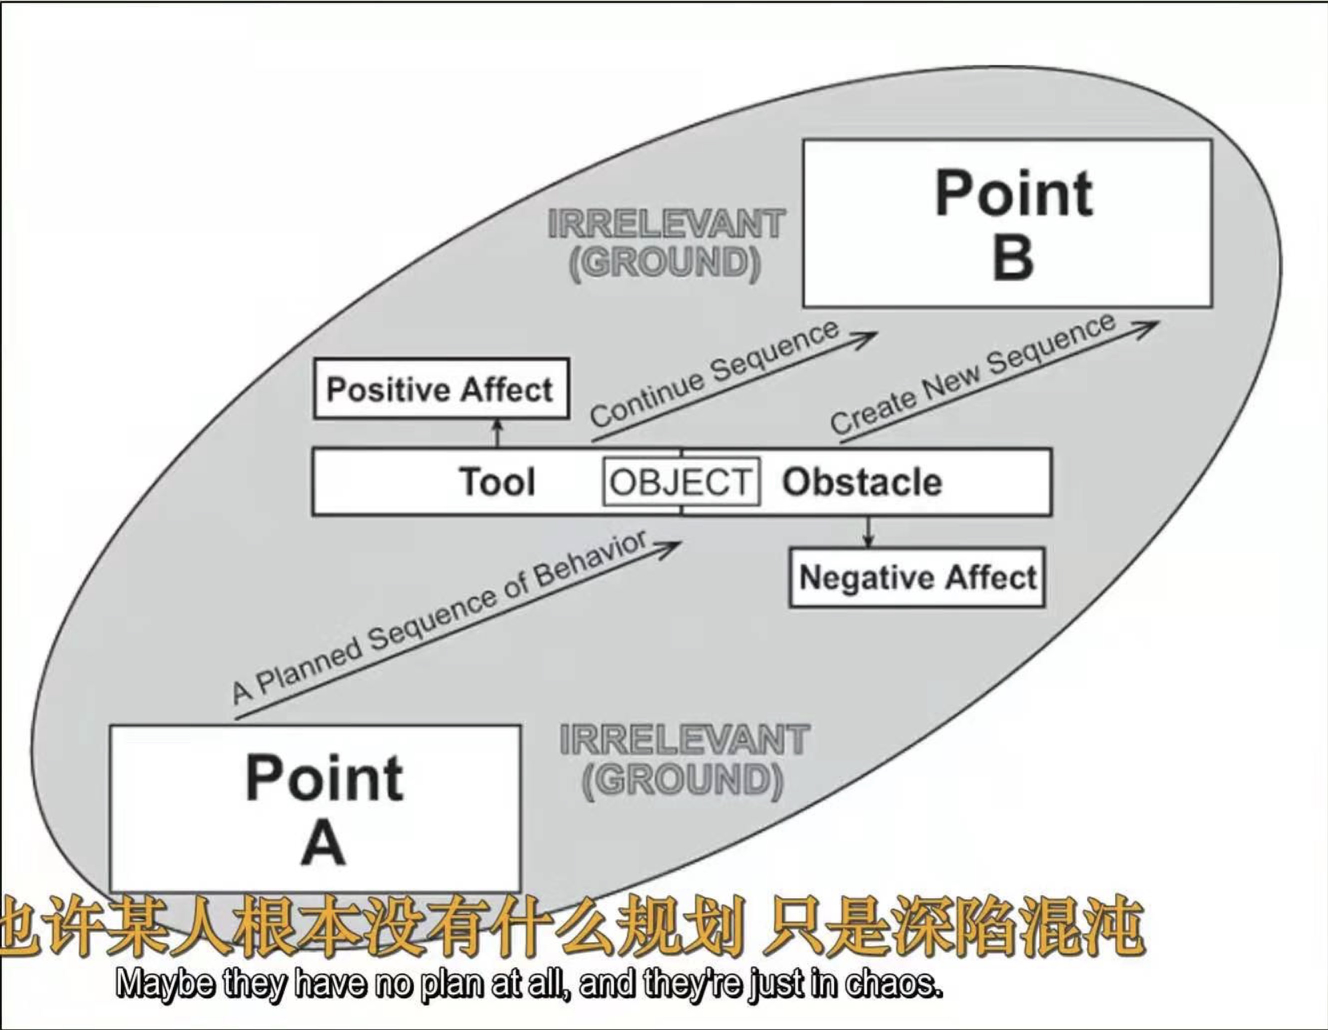 Point
B
IRRELEVANT
(GROUND)
Continue Sequence
Create New Sequence
Positive Affect
Tool
OBJECT
Obstacle
Negative Affect
A Planned Sequence of Behavior
IRRELEVANT
(GROUND)
Point
A
也许某人根本没有什么规划 只是深陷混沌
Maybe they have no plan at all, and they're just in chaos.